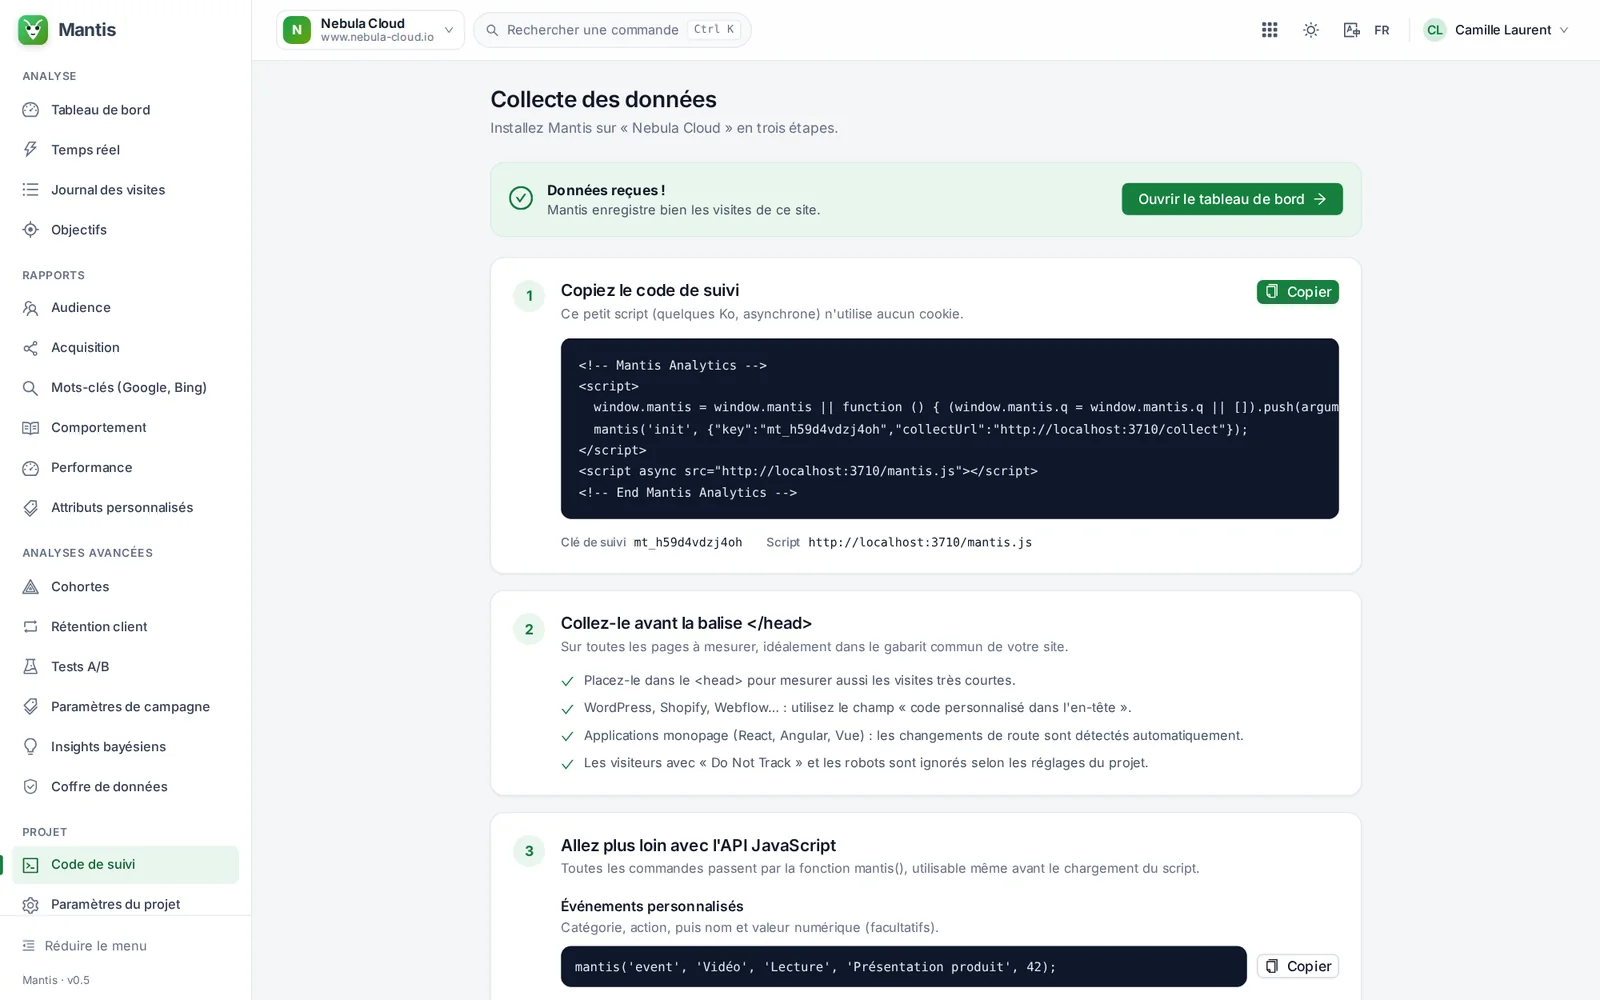 Mantis
ANALYSE
Tableau de bord
Temps réel
Journal des visites
Objectifs
RAPPORTS
Audience
Acquisition
Mots-clés (Google, Bing)
Comportement
Performance
Attributs personnalisés
ANALYSES AVANCÉES
Cohortes
Rétention client
Tests A/B
Paramètres de campagne
Insights bayésiens
Coffre de données
PROJET
Code de suivi
Paramètres du projet
Réduire le menu
Mantis · v0.5
N
Nebula Cloud
www.nebula-cloud.io
Rechercher une commande Ctrl K
FR
CL Camille Laurent
Collecte des données
Installez Mantis sur « Nebula Cloud » en trois étapes.
Données reçues !
Mantis enregistre bien les visites de ce site.
Ouvrir le tableau de bord
1
Copiez le code de suivi
Ce petit script (quelques Ko, asynchrone) n'utilise aucun cookie.
Copier
<!-- Mantis Analytics -->
<script>
window.mantis = window.mantis || function () { (window.mantis.q = window.mantis.q || []).push(argum
mantis('init', {"key":"mt_h59d4vdzj4oh","collectUrl":"http://localhost:3710/collect"});
</script>
<script async src="http://localhost:3710/mantis.js"></script>
<!-- End Mantis Analytics -->
Clé de suivi mt_h59d4vdzj4oh Script http://localhost:3710/mantis.js
2
Collez-le avant la balise </head>
Sur toutes les pages à mesurer, idéalement dans le gabarit commun de votre site.
Placez-le dans le <head> pour mesurer aussi les visites très courtes.
WordPress, Shopify, Webflow… : utilisez le champ « code personnalisé dans l'en-tête ».
Applications monopage (React, Angular, Vue) : les changements de route sont détectés automatiquement.
Les visiteurs avec « Do Not Track » et les robots sont ignorés selon les réglages du projet.
3
Allez plus loin avec l'API JavaScript
Toutes les commandes passent par la fonction mantis(), utilisable même avant le chargement du script.
Événements personnalisés
Catégorie, action, puis nom et valeur numérique (facultatifs).
mantis('event', 'Vidéo', 'Lecture', 'Présentation produit', 42);
Copier